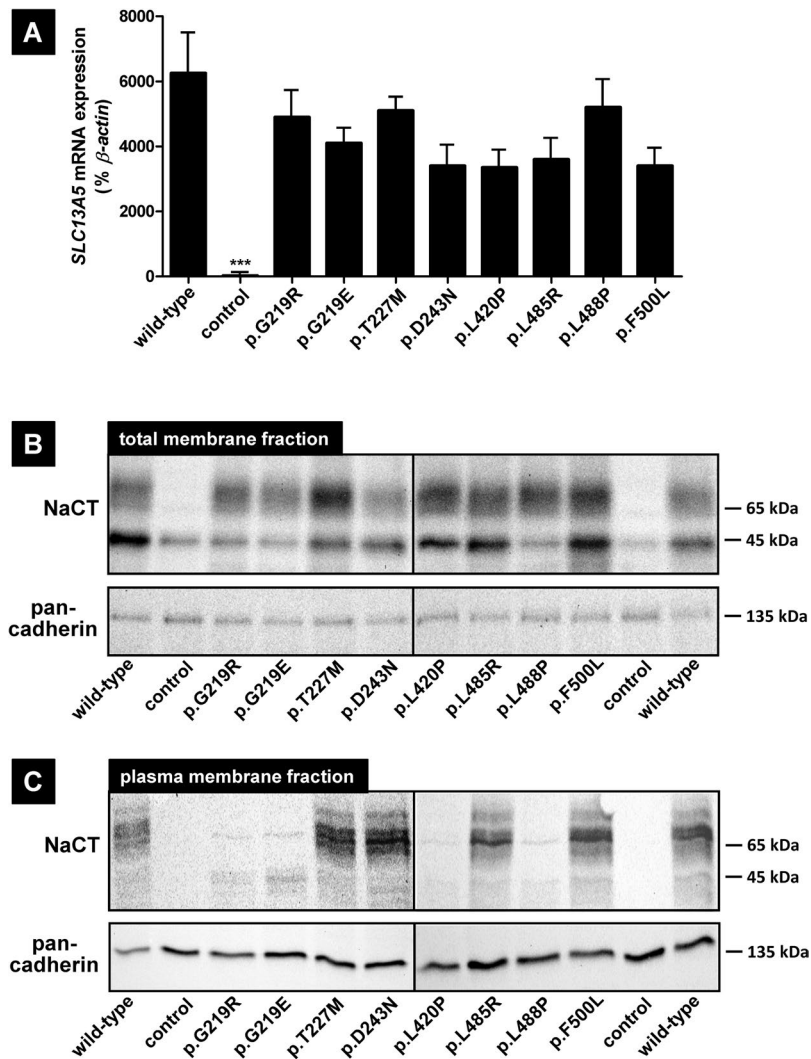 A
SLC13A5 mRNA expression
(% β-actin)
8000
6000
4000
2000
0
***
wild-type
control
p.G219R
p.G219E
p.T227M
p.D243N
p.L420P
p.L485R
p.L488P
p.F500L
B
total membrane fraction
NaCT
65 kDa
45 kDa
pan-
cadherin
135 kDa
wild-type
control
p.G219R
p.G219E
p.T227M
p.D243N
p.L420P
p.L485R
p.L488P
p.F500L
control
wild-type
C
plasma membrane fraction
NaCT
65 kDa
45 kDa
pan-
cadherin
135 kDa
wild-type
control
p.G219R
p.G219E
p.T227M
p.D243N
p.L420P
p.L485R
p.L488P
p.F500L
control
wild-type